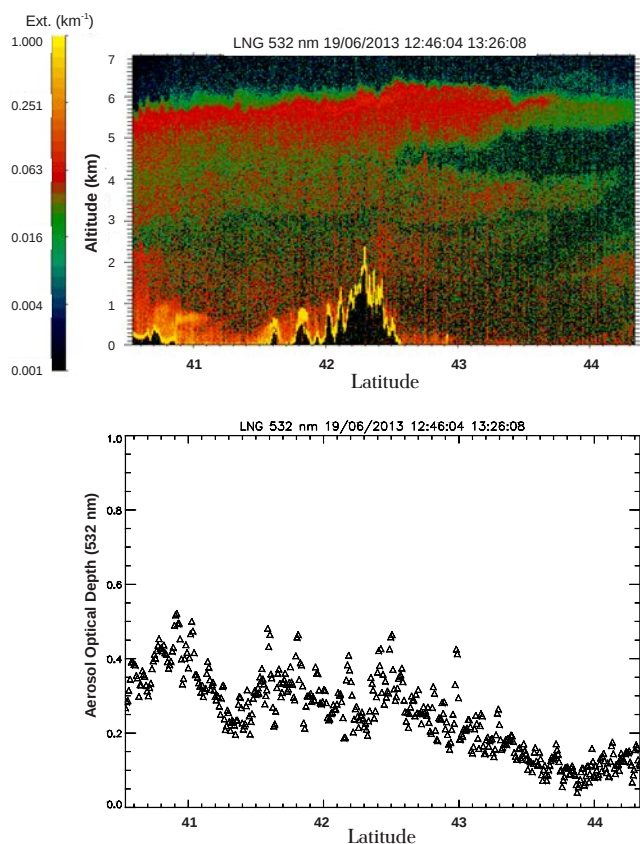 Ext. (km-1)
1.000
0.251
0.063
0.016
0.004
0.001
LNG 532 nm 19/06/2013 12:46:04 13:26:08
Altitude (km)
7
6
5
4
3
2
1
0
41 42 43 44
Latitude
LNG 532 nm 19/06/2013 12:46:04 13:26:08
Aerosol Optical Depth (532 nm)
1.0
0.8
0.6
0.4
0.2
0.0
41 42 43 44
Latitude